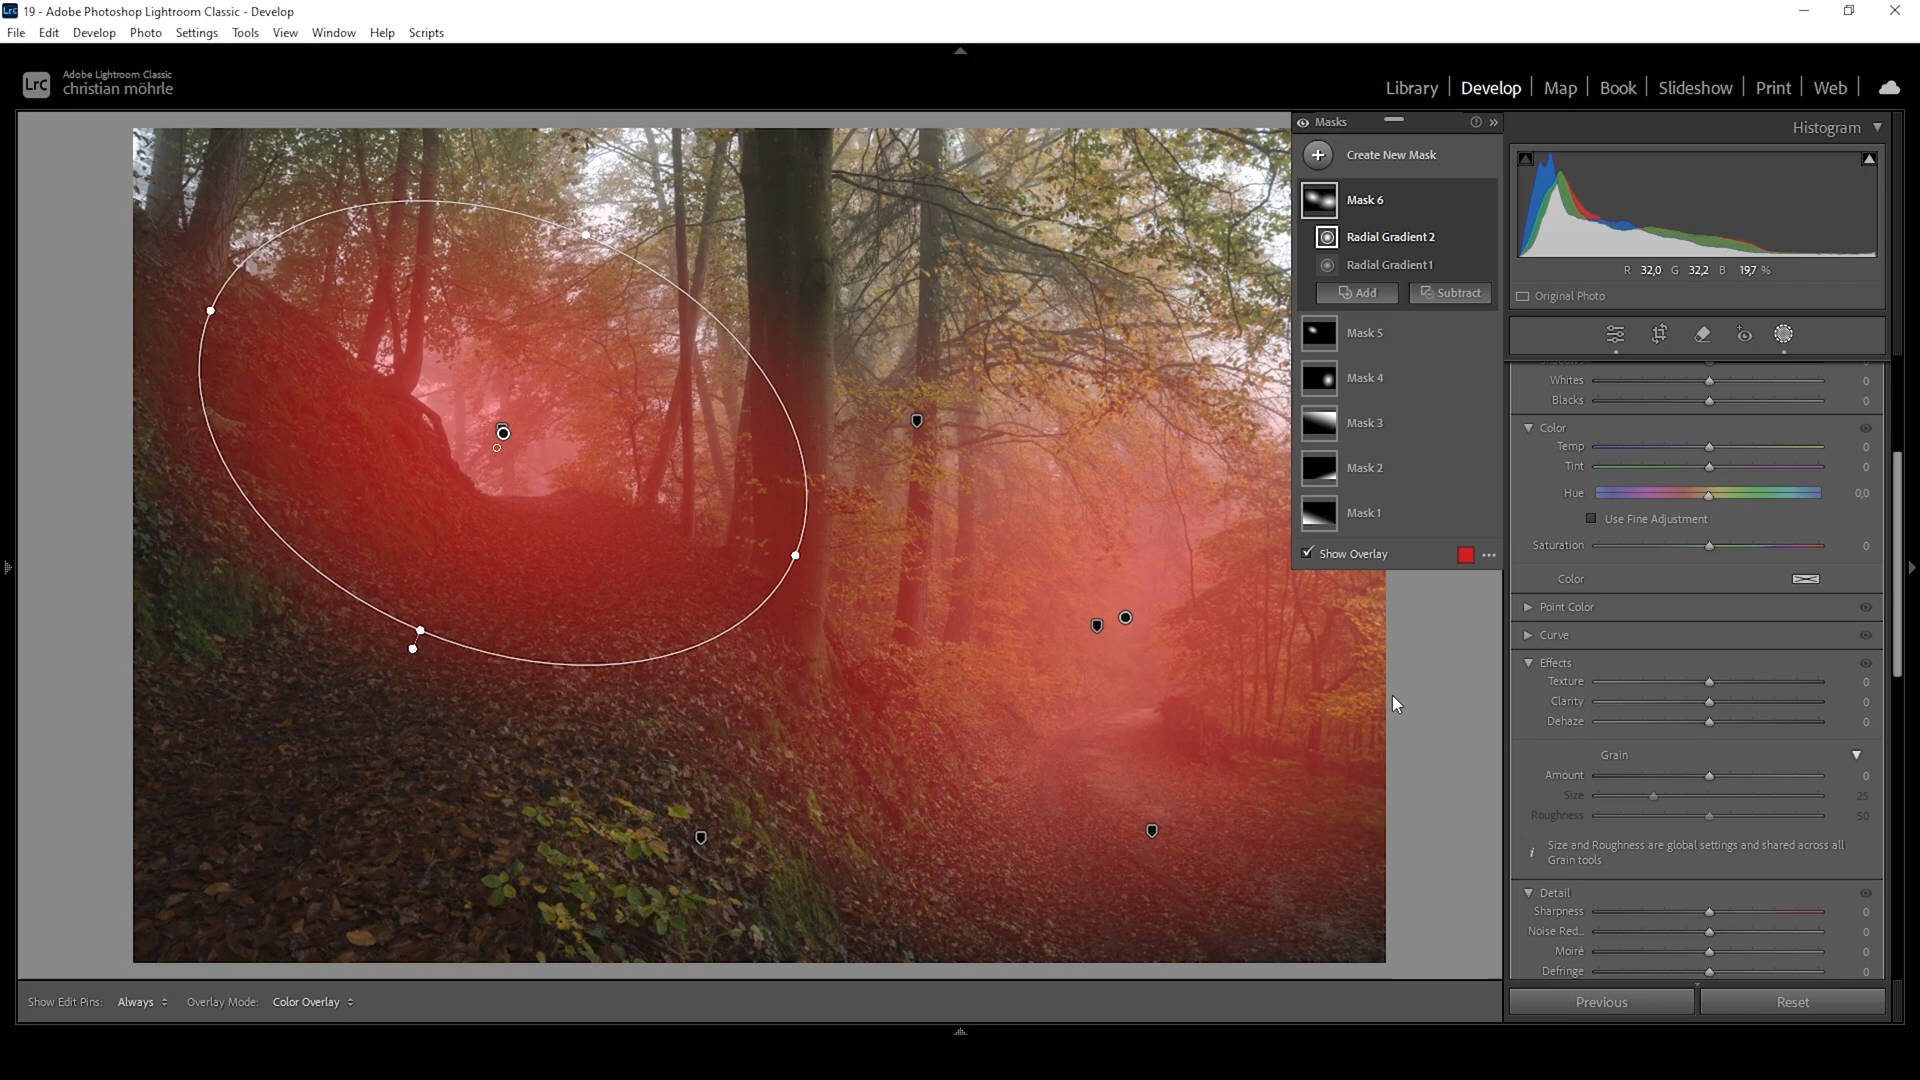 19 - Adobe Photoshop Lightroom Classic - Develop
File Edit Develop Photo Settings Tools View Window Help Scripts
LrC Adobe Lightroom Classic
christian möhrle
Library Develop Map Book Slideshow Print Web
Masks
Create New Mask
Mask 6
Radial Gradient 2
Radial Gradient 1
Add Subtract
Mask 5
Mask 4
Mask 3
Mask 2
Mask 1
Show Overlay
Histogram
R 32,0 G 32,2 B 19,7 %
Original Photo
Whites 0
Blacks 0
Color
Temp 0
Tint 0
Hue 0,0
Use Fine Adjustment
Saturation 0
Color
Point Color
Curve
Effects
Texture 0
Clarity 0
Dehaze 0
Grain
Amount 0
Size 25
Roughness 50
Size and Roughness are global settings and shared across all
Grain tools
Detail
Sharpness 0
Noise Red... 0
Moiré 0
Defringe 0
Previous Reset
Show Edit Pins: Always Overlay Mode: Color Overlay